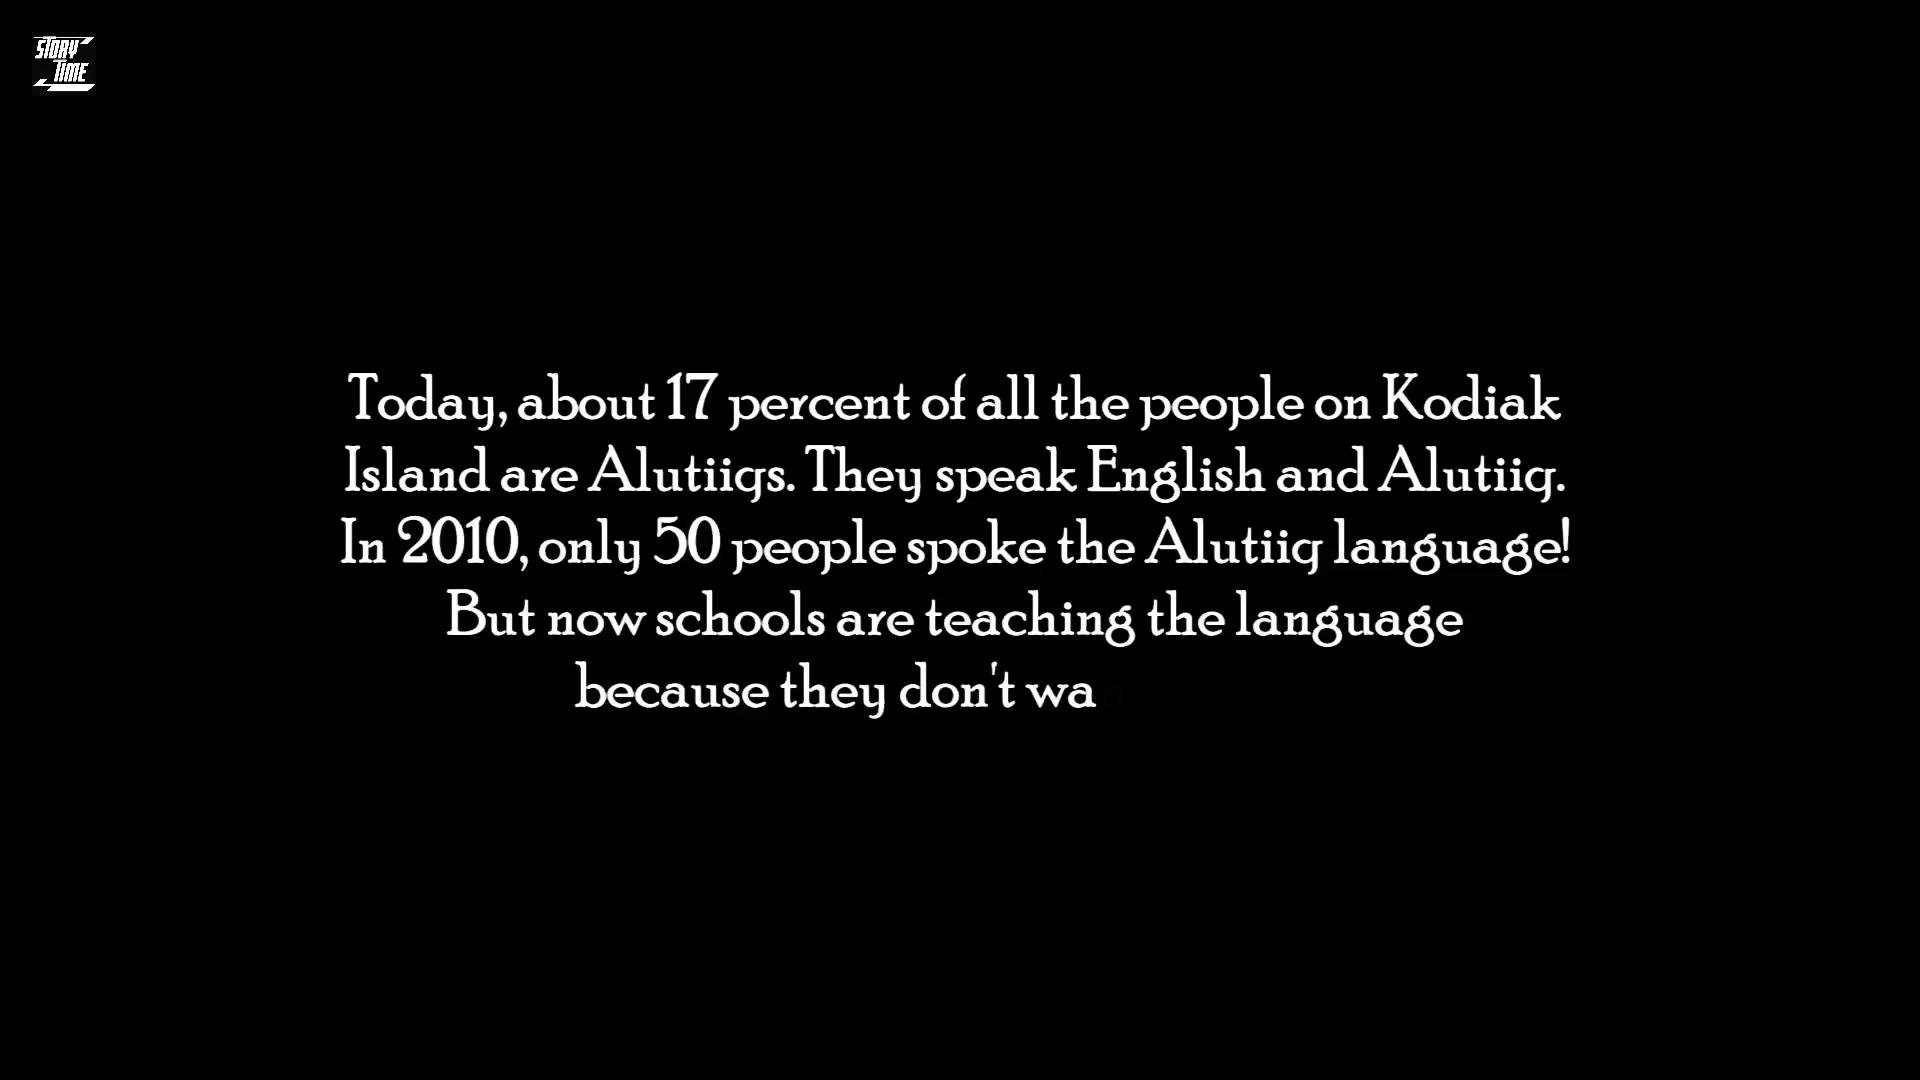 STORY
TIME
Today, about 17 percent of all the people on Kodiak
Island are Alutiiqs. They speak English and Alutiiq.
In 2010, only 50 people spoke the Alutiiq language!
But now schools are teaching the language
because they don't wa